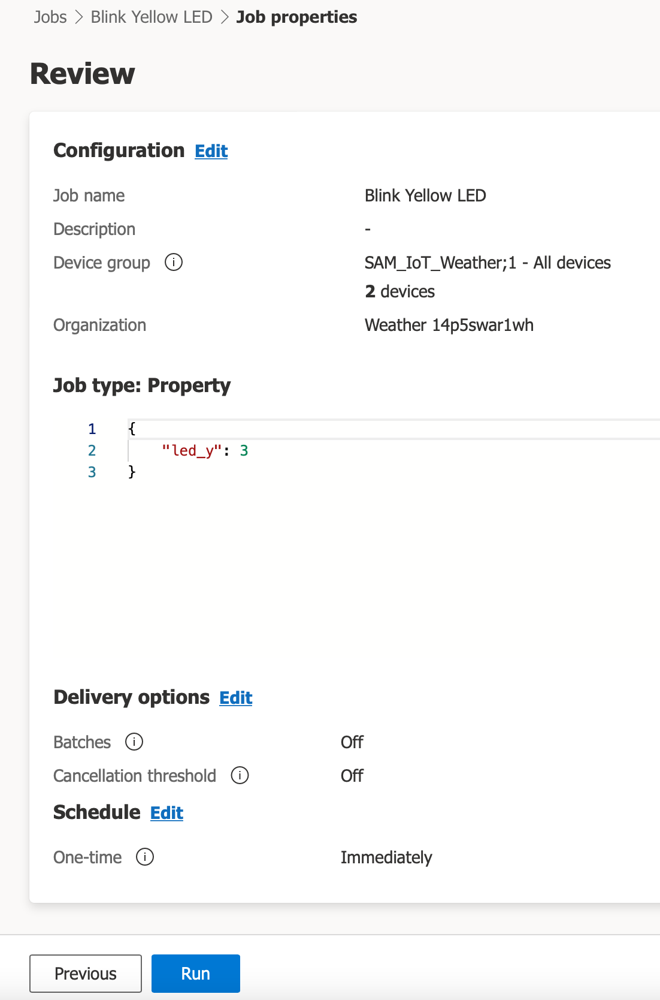 Jobs > Blink Yellow LED > Job properties
Review
Configuration Edit
Job name Blink Yellow LED
Description -
Device group SAM_IoT_Weather;1 - All devices
2 devices
Organization Weather 14p5swar1wh
Job type: Property
1 {
2 "led_y": 3
3 }
Delivery options Edit
Batches Off
Cancellation threshold Off
Schedule Edit
One-time Immediately
Previous Run